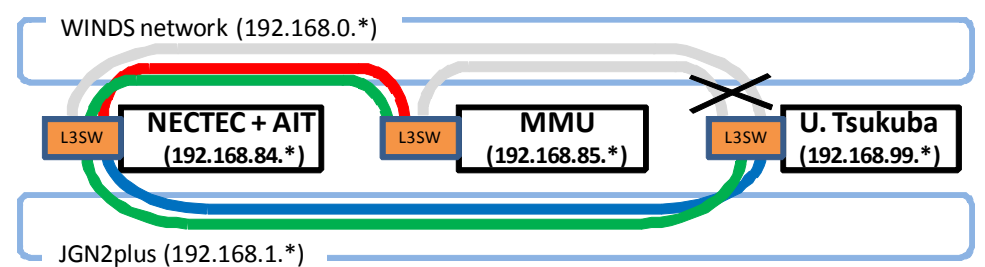 WINDS network (192.168.0.*)
L3SW
NECTEC + AIT
(192.168.84.*)
L3SW
MMU
(192.168.85.*)
L3SW
U. Tsukuba
(192.168.99.*)
JGN2plus (192.168.1.*)